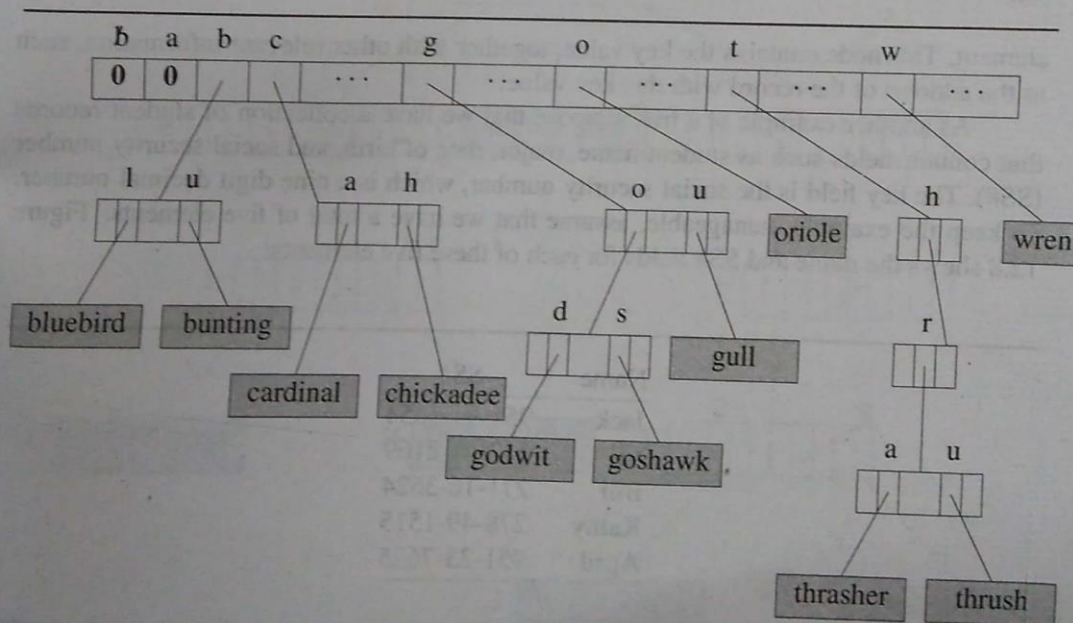 ƀ a b c g o t w
0 0 ... ... ...
l u a h o u h
oriole wren
bluebird bunting d s gull r
cardinal chickadee
godwit goshawk a u
thrasher thrush